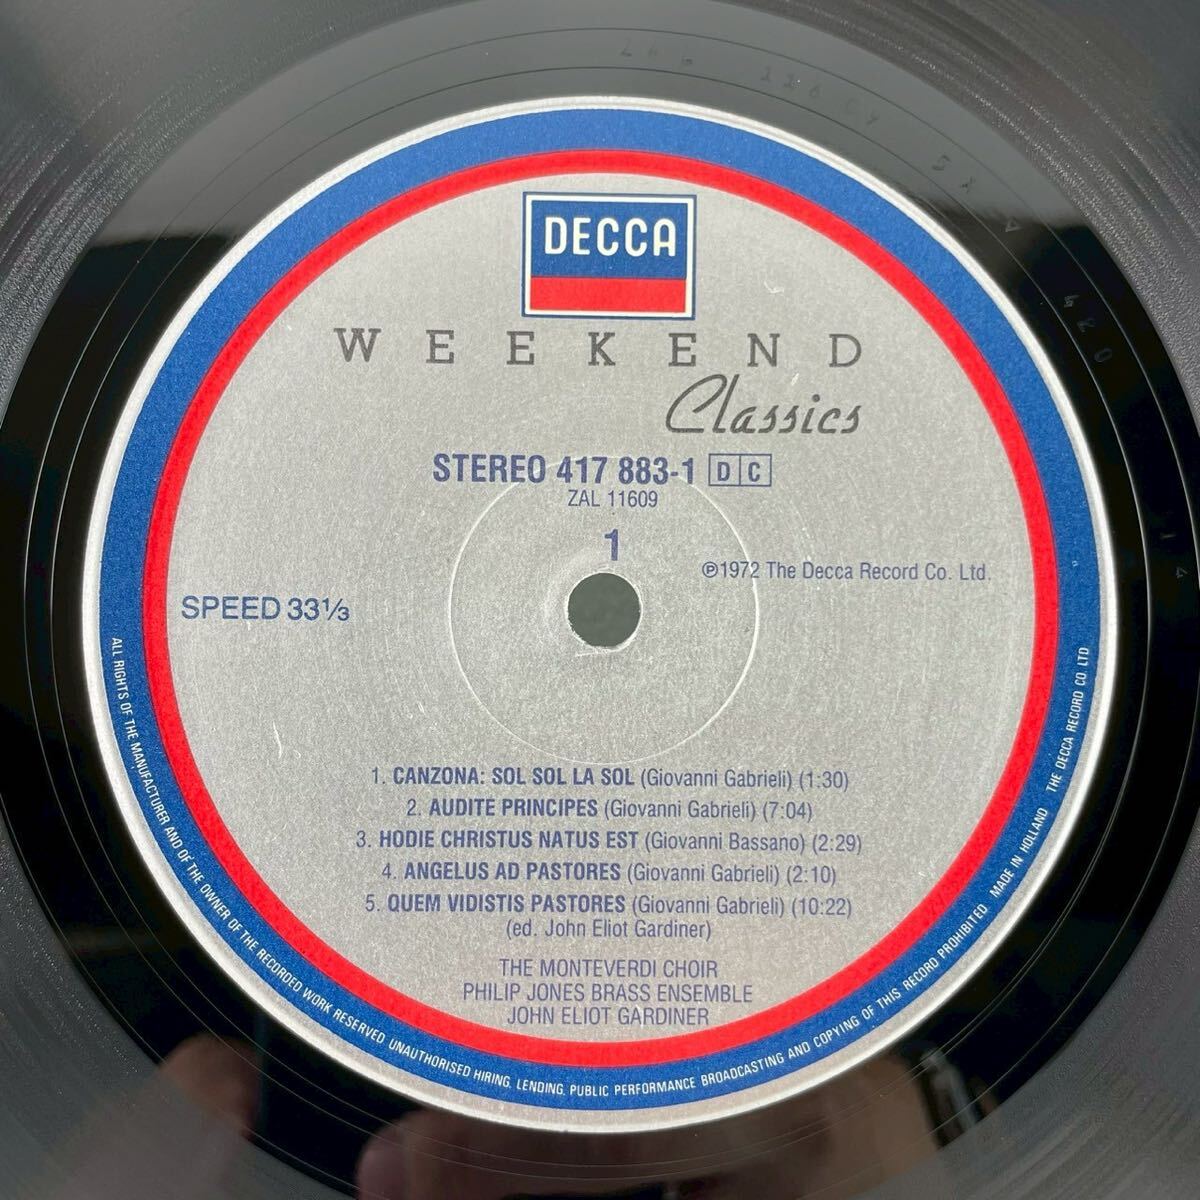 DECCA
WEEKEND
Classics
STEREO 417 883-1 D C
ZAL 11609
1
℗1972 The Decca Record Co. Ltd.
SPEED 33⅓
1. CANZONA: SOL SOL LA SOL (Giovanni Gabrieli) (1:30)
2. AUDITE PRINCIPES (Giovanni Gabrieli) (7:04)
3. HODIE CHRISTUS NATUS EST (Giovanni Bassano) (2:29)
4. ANGELUS AD PASTORES (Giovanni Gabrieli) (2:10)
5. QUEM VIDISTIS PASTORES (Giovanni Gabrieli) (10:22)
(ed. John Eliot Gardiner)
THE MONTEVERDI CHOIR
PHILIP JONES BRASS ENSEMBLE
JOHN ELIOT GARDINER
ALL RIGHTS OF THE MANUFACTURER AND OF THE OWNER OF THE RECORDED WORK RESERVED UNAUTHORISED HIRING, LENDING, PUBLIC PERFORMANCE BROADCASTING AND COPYING OF THIS RECORD PROHIBITED MADE IN HOLLAND THE DECCA RECORD CO LTD
420